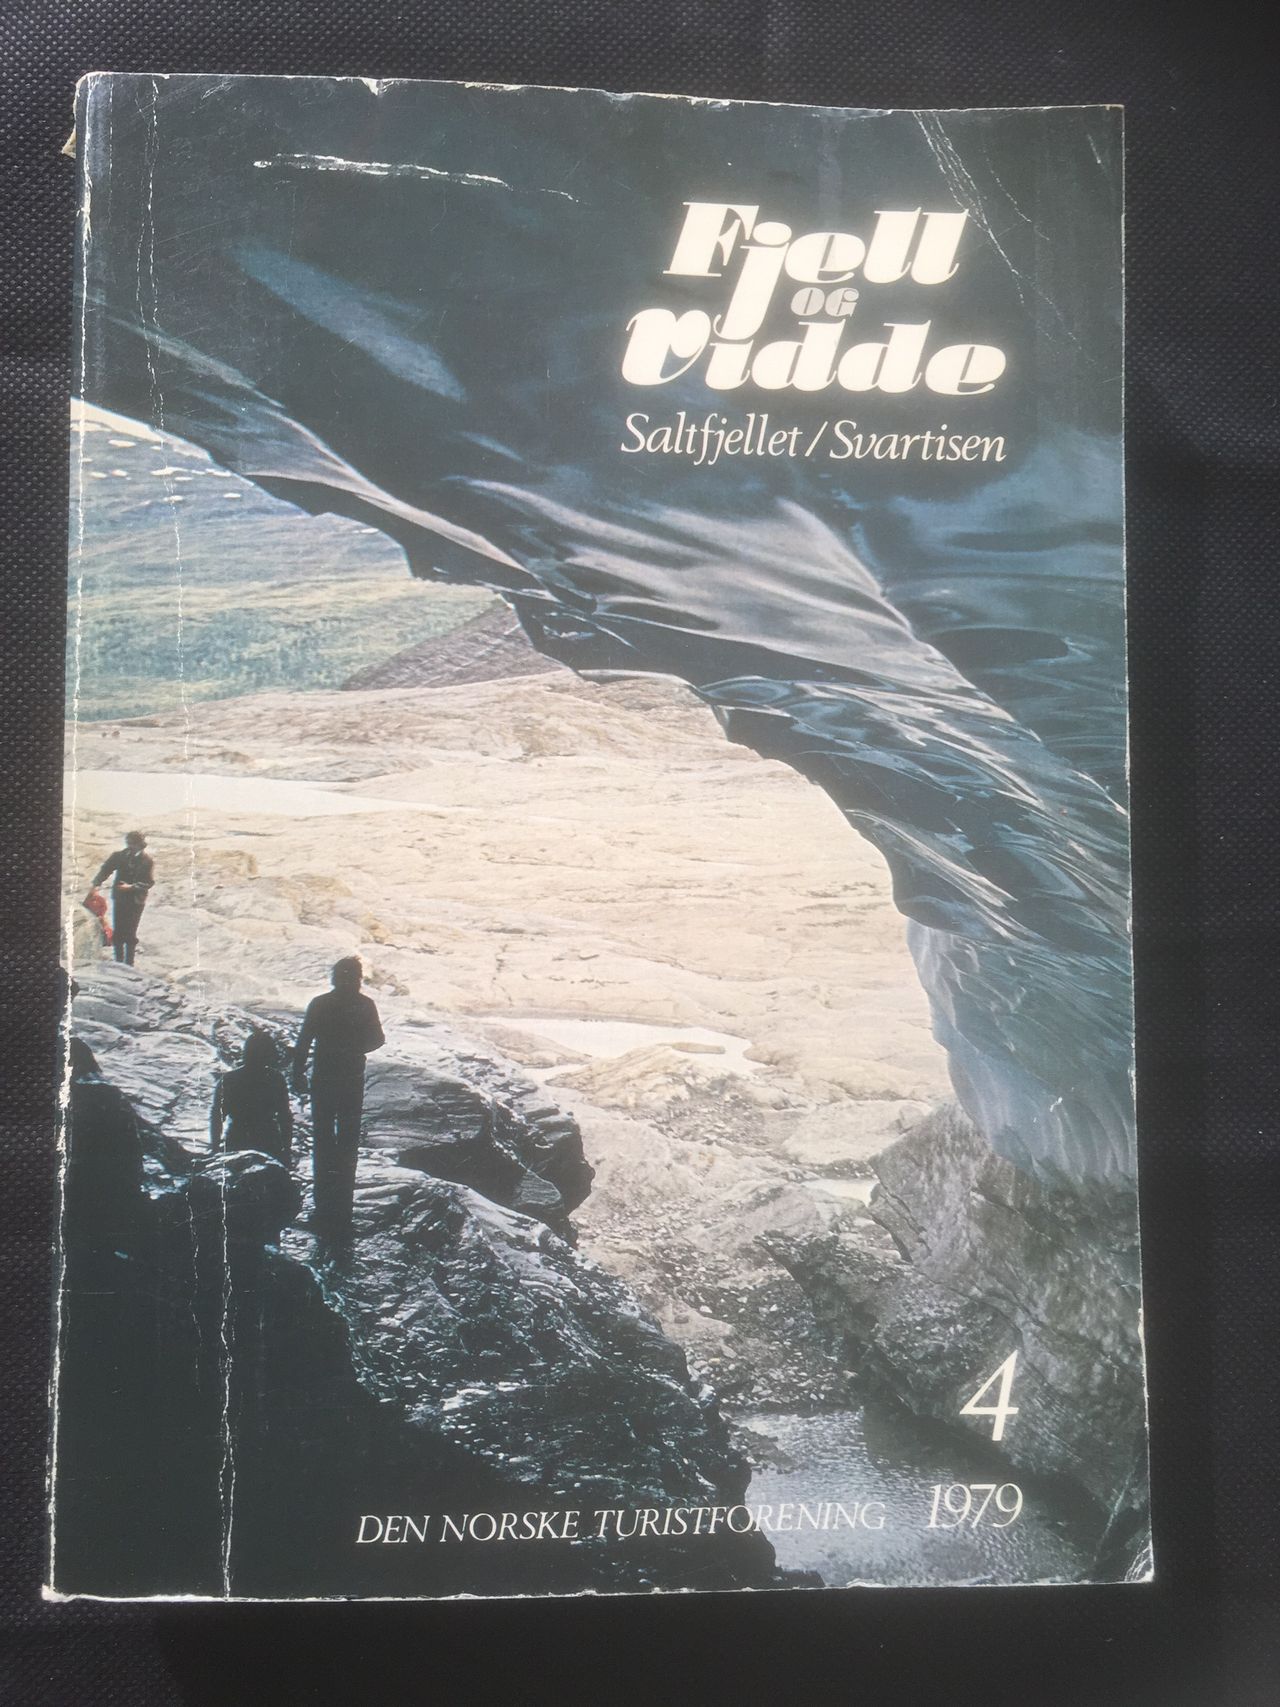 Fjell
OG
Vidde
Saltfjellet / Svartisen
4
DEN NORSKE TURISTFORENING 1979